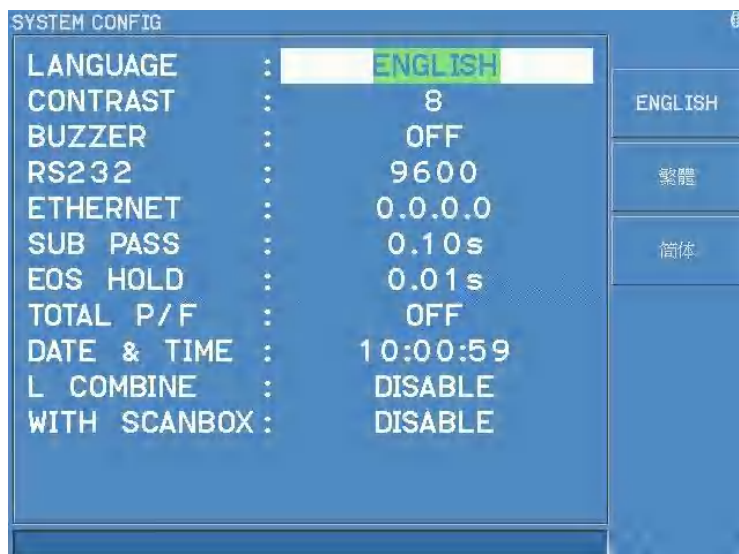 SYSTEM CONFIG
LANGUAGE : ENGLISH
CONTRAST : 8
BUZZER : OFF
RS232 : 9600
ETHERNET : 0.0.0.0
SUB PASS : 0.10s
EOS HOLD : 0.01s
TOTAL P/F : OFF
DATE & TIME : 10:00:59
L COMBINE : DISABLE
WITH SCANBOX : DISABLE
ENGLISH
繁體
简体